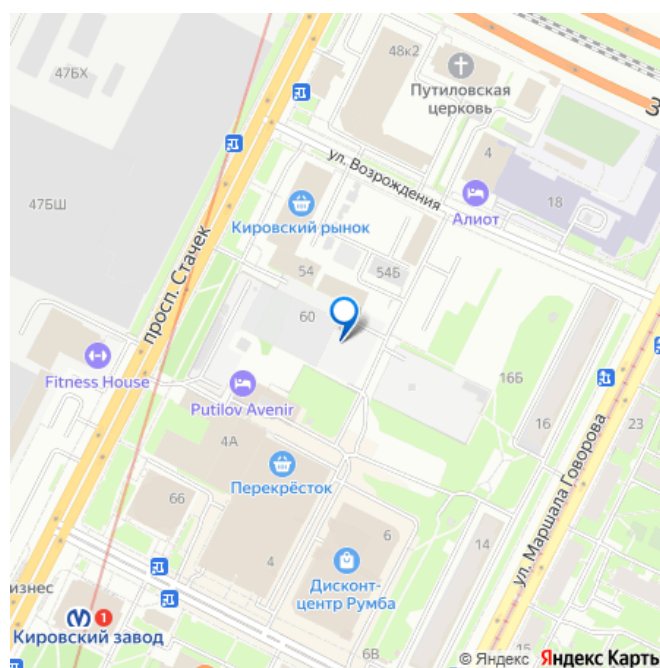 48к2
47БХ
Путиловская
церковь
З
4
ул. Возрождения
47БШ
18
Алиот
Кировский рынок
просп. Стачек
54
54Б
60
Fitness House
Putilov Avenir
16Б
16
23
4А
Перекрёсток
66
ул. Маршала Говорова
6
14
4
Дисконт-
центр Румба
изнес
1
Кировский завод
6В
15
© Яндекс Яндекс Карты